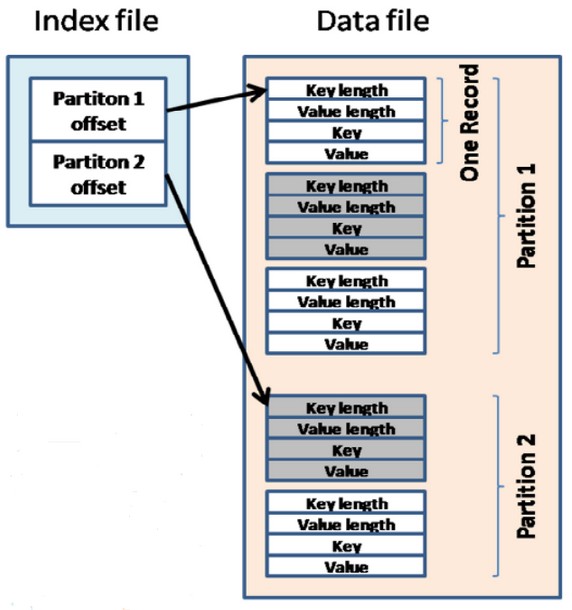 Index file
Data file
Partiton 1
offset
Partiton 2
offset
Key length
Value length
Key
Value
One Record
Key length
Value length
Key
Value
Key length
Value length
Key
Value
Partition 1
Key length
Value length
Key
Value
Key length
Value length
Key
Value
Partition 2